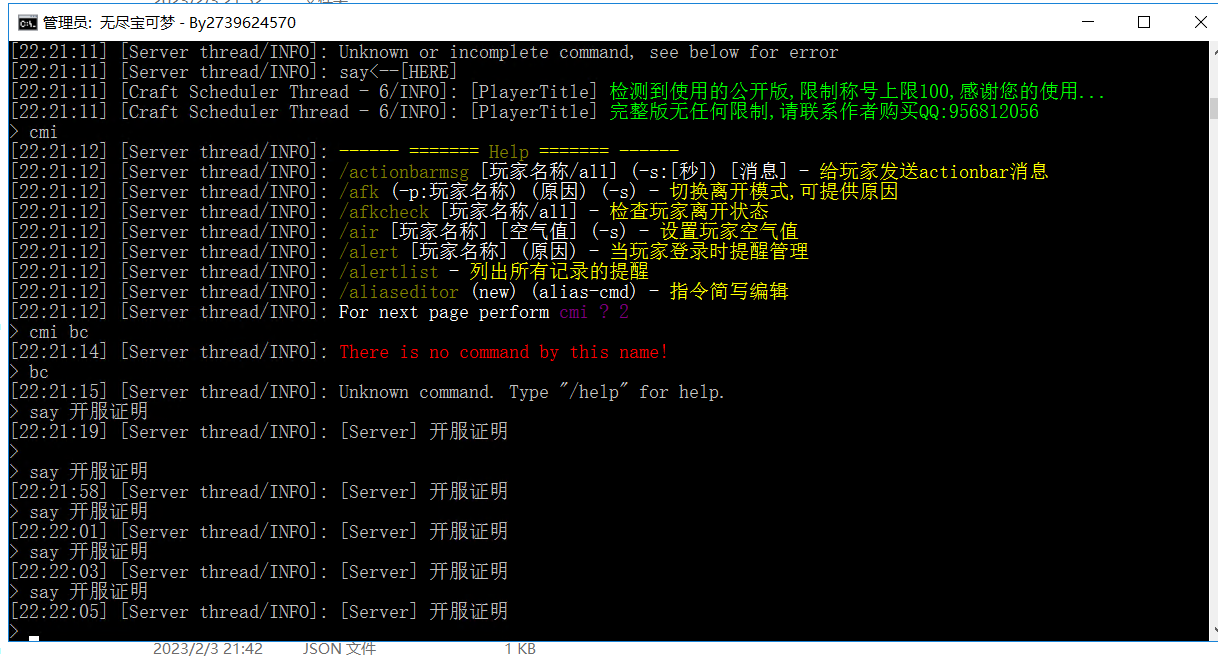 管理员: 无尽宝可梦 - By2739624570
[22:21:11] [Server thread/INFO]: Unknown or incomplete command, see below for error
[22:21:11] [Server thread/INFO]: say<--[HERE]
[22:21:11] [Craft Scheduler Thread - 6/INFO]: [PlayerTitle] 检测到使用的公开版,限制称号上限100,感谢您的使用...
[22:21:11] [Craft Scheduler Thread - 6/INFO]: [PlayerTitle] 完整版无任何限制,请联系作者购买QQ:956812056
> cmi
[22:21:12] [Server thread/INFO]: ------ ======= Help ======= ------
[22:21:12] [Server thread/INFO]: /actionbarmsg [玩家名称/all] (-s:[秒]) [消息] - 给玩家发送actionbar消息
[22:21:12] [Server thread/INFO]: /afk (-p:玩家名称) (原因) (-s) - 切换离开模式,可提供原因
[22:21:12] [Server thread/INFO]: /afkcheck [玩家名称/all] - 检查玩家离开状态
[22:21:12] [Server thread/INFO]: /air [玩家名称] [空气值] (-s) - 设置玩家空气值
[22:21:12] [Server thread/INFO]: /alert [玩家名称] (原因) - 当玩家登录时提醒管理
[22:21:12] [Server thread/INFO]: /alertlist - 列出所有记录的提醒
[22:21:12] [Server thread/INFO]: /aliaseditor (new) (alias-cmd) - 指令简写编辑
[22:21:12] [Server thread/INFO]: For next page perform cmi ? 2
> cmi bc
[22:21:14] [Server thread/INFO]: There is no command by this name!
> bc
[22:21:15] [Server thread/INFO]: Unknown command. Type "/help" for help.
> say 开服证明
[22:21:19] [Server thread/INFO]: [Server] 开服证明
>
> say 开服证明
[22:21:58] [Server thread/INFO]: [Server] 开服证明
> say 开服证明
[22:22:01] [Server thread/INFO]: [Server] 开服证明
> say 开服证明
[22:22:03] [Server thread/INFO]: [Server] 开服证明
> say 开服证明
[22:22:05] [Server thread/INFO]: [Server] 开服证明
>
2023/2/3 21:42 JSON 文件 1 KB